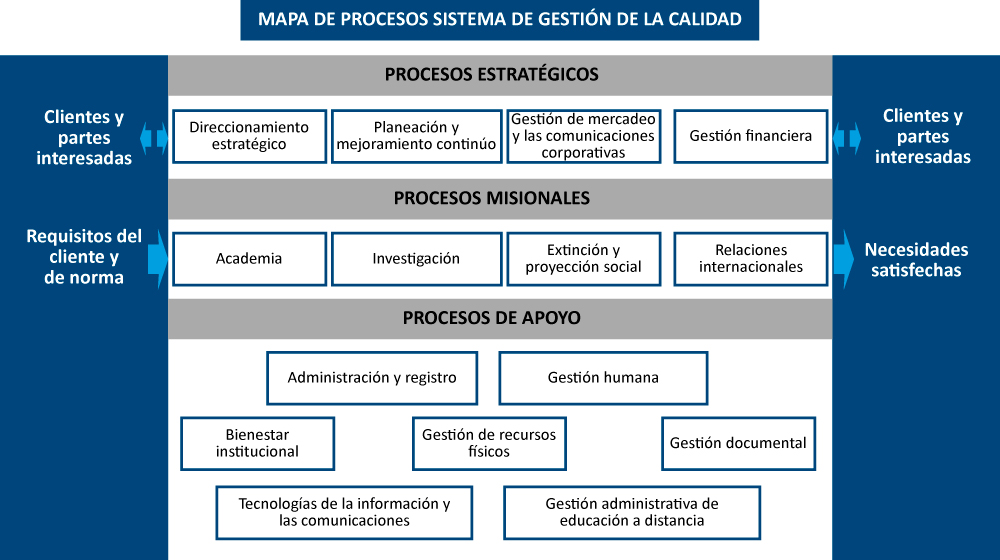 MAPA DE PROCESOS SISTEMA DE GESTIÓN DE LA CALIDAD
PROCESOS ESTRATÉGICOS
Clientes y
partes
interesadas
Direccionamiento
estratégico
Planeación y
mejoramiento continúo
Gestión de mercadeo
y las comunicaciones
corporativas
Gestión financiera
Clientes y
partes
interesadas
PROCESOS MISIONALES
Requisitos del
cliente y
de norma
Academia
Investigación
Extinción y
proyección social
Relaciones
internacionales
Necesidades
satisfechas
PROCESOS DE APOYO
Administración y registro
Gestión humana
Bienestar
institucional
Gestión de recursos
físicos
Gestión documental
Tecnologías de la información y
las comunicaciones
Gestión administrativa de
educación a distancia